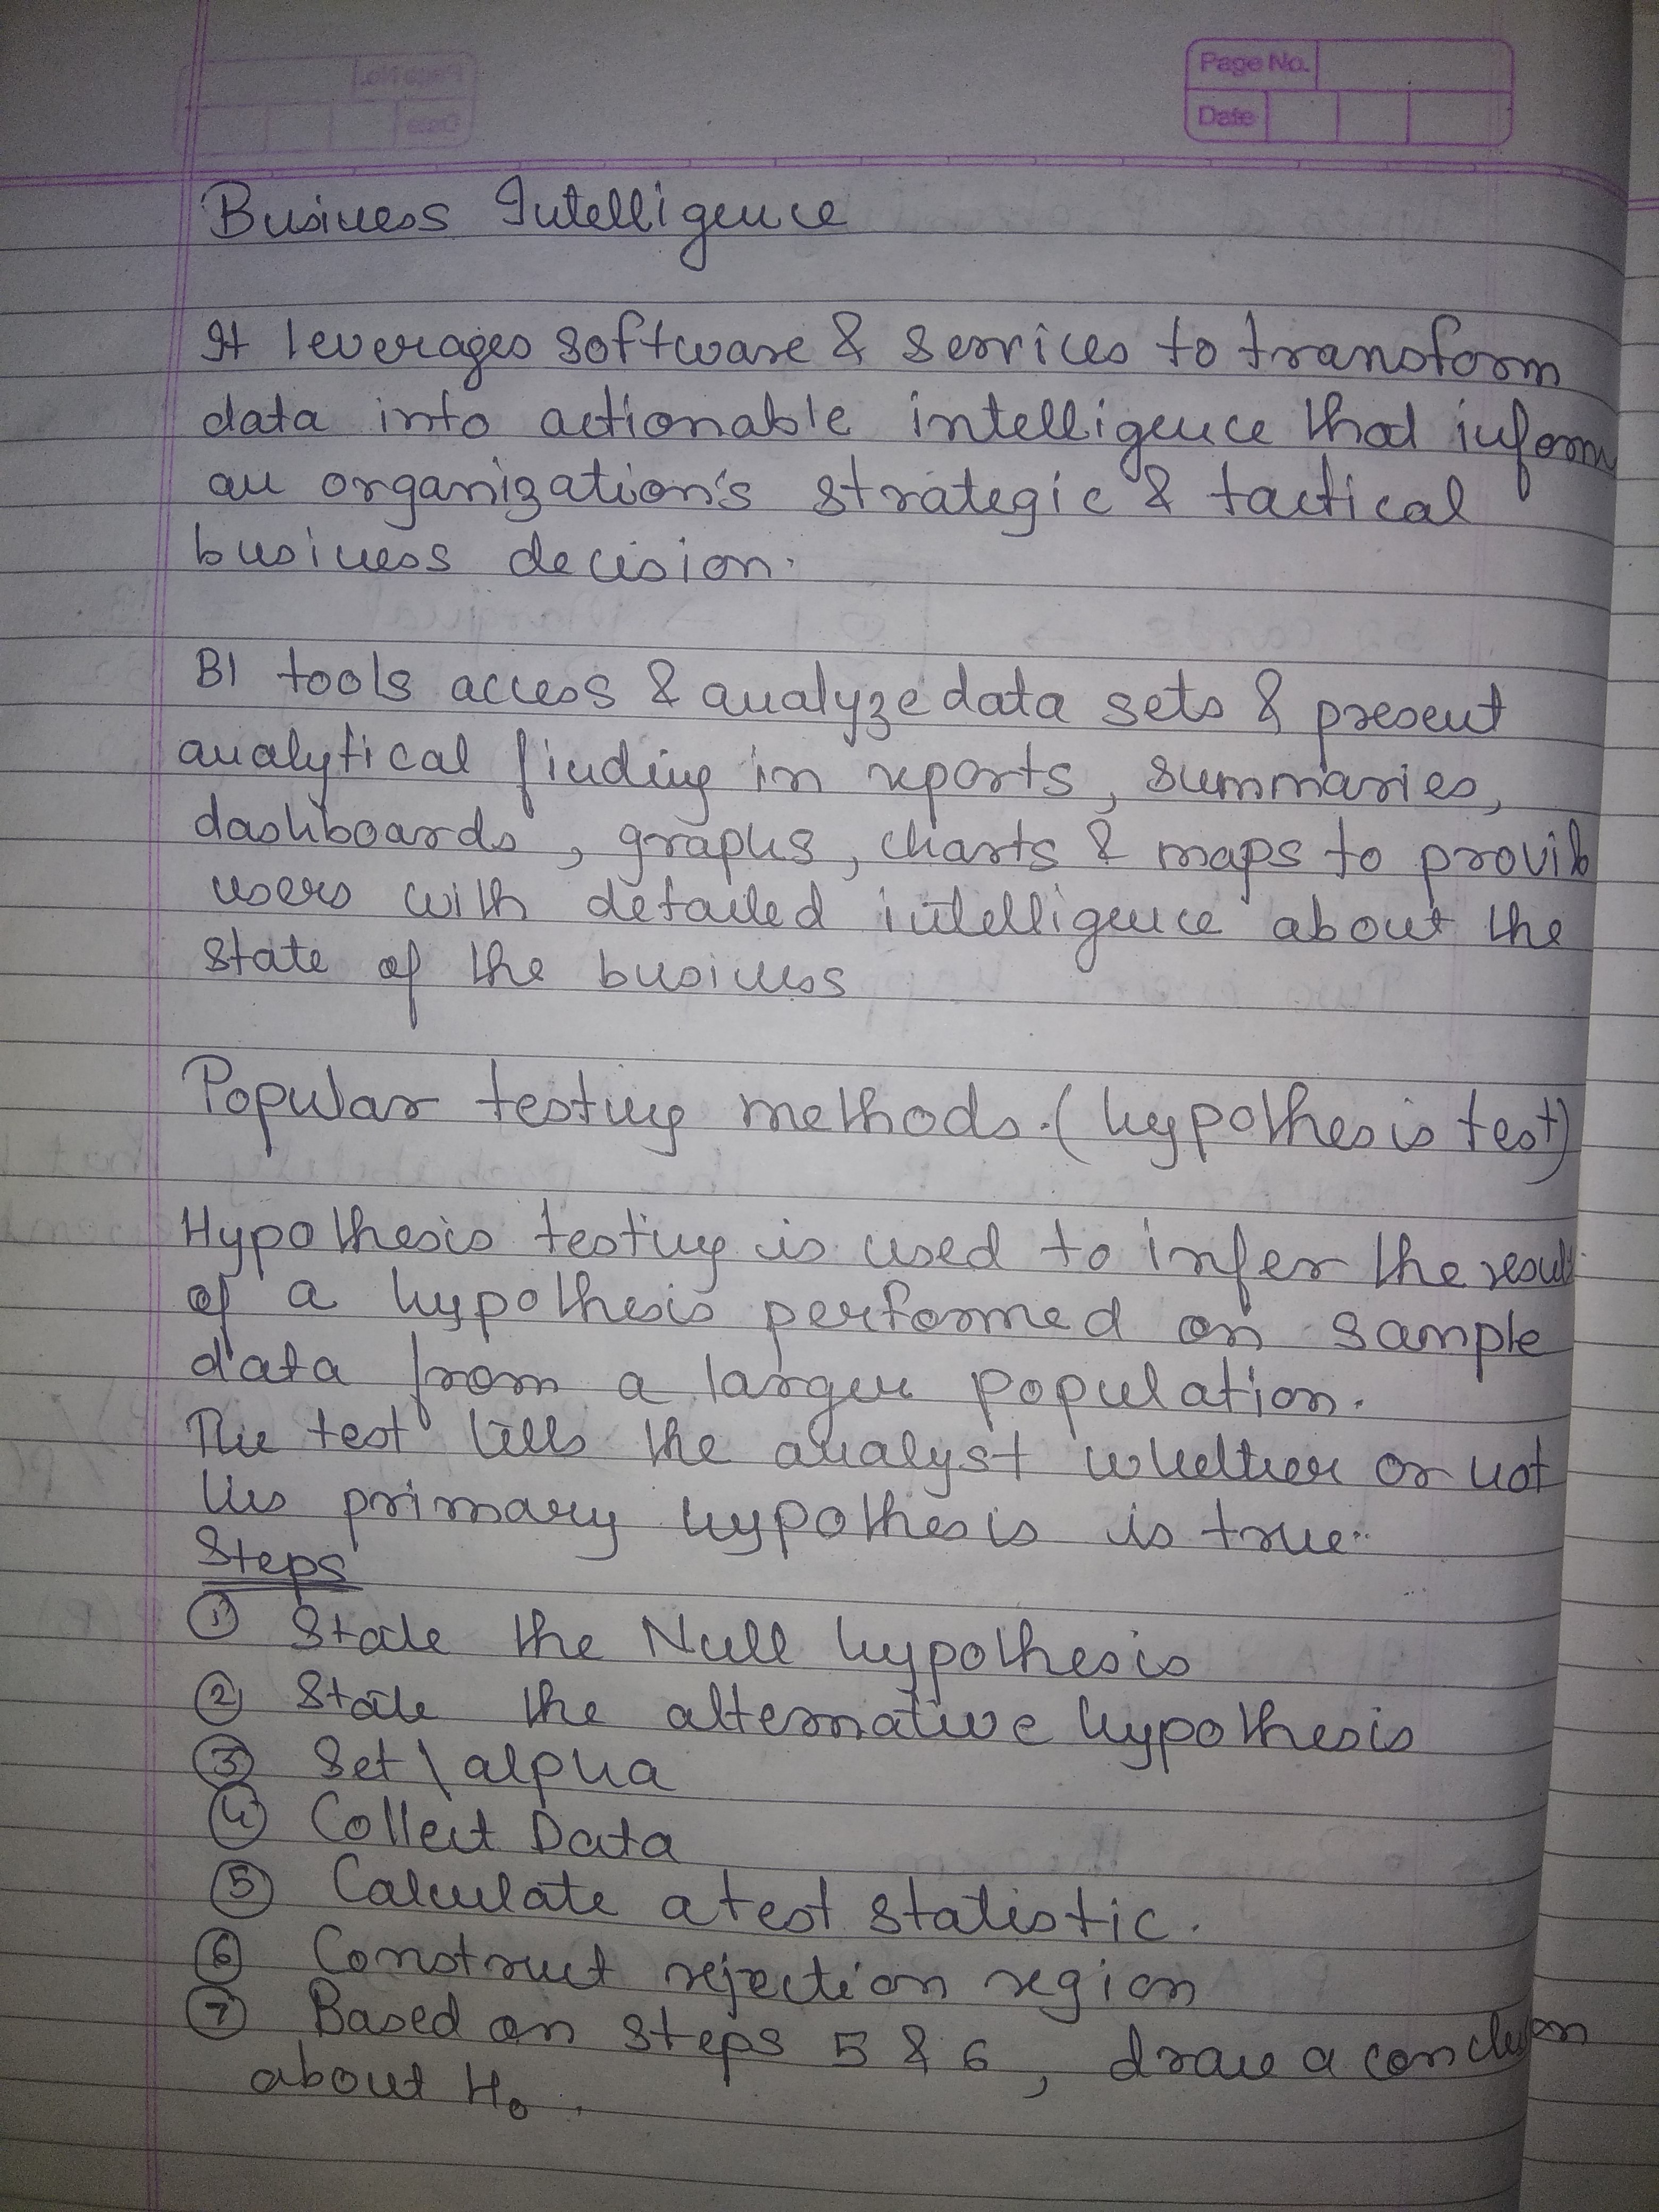 Page No.
Date
Business Intelligence
It leverages software & services to transform
data into actionable intelligence that inform
an organization's strategic & tactical
business decision.
BI tools access & analyze data sets & present
analytical finding in reports, summaries,
dashboards, graphs, charts & maps to provide
users with detailed intelligence about the
state of the business
Popular testing methods. (hypothesis test)
Hypothesis testing is used to infer the result
of a hypothesis performed on sample
data from a larger population.
The test tells the analyst whether or not
his primary hypothesis is true.
Steps
① State the Null hypothesis
② State the alternative hypothesis
③ Set \ alpha
④ Collect Data
⑤ Calculate a test statistic.
⑥ Construct rejection region
⑦ Based on steps 5 & 6, draw a conclusion
about H₀.